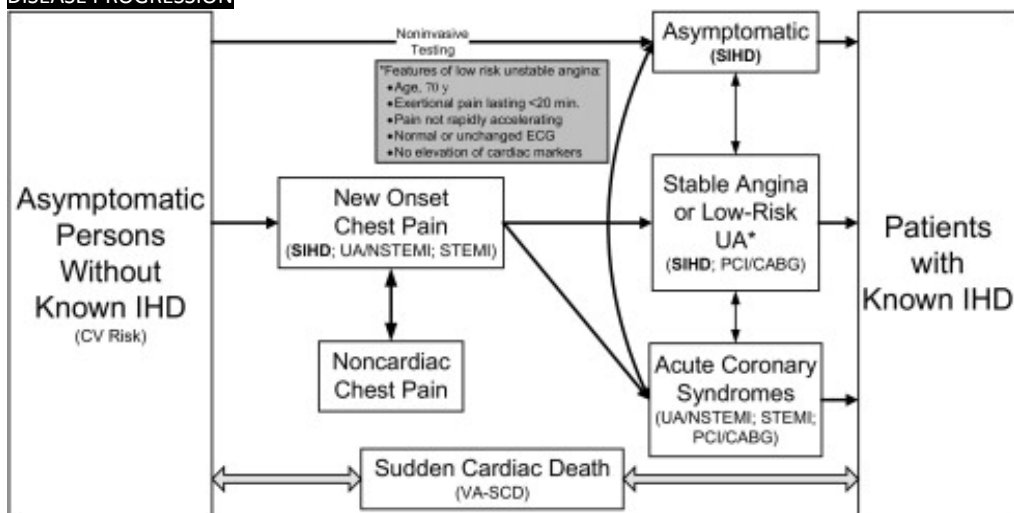 DISEASE PROGRESSION
Noninvasive
Testing
Asymptomatic
(SIHD)
*Features of low risk unstable angina:
•Age, 70 y
•Exertional pain lasting <20 min.
•Pain not rapidly accelerating
•Normal or unchanged ECG
•No elevation of cardiac markers
Asymptomatic
Persons
Without
Known IHD
(CV Risk)
New Onset
Chest Pain
(SIHD; UA/NSTEMI; STEMI)
Stable Angina
or Low-Risk
UA*
(SIHD; PCI/CABG)
Patients
with
Known IHD
Noncardiac
Chest Pain
Acute Coronary
Syndromes
(UA/NSTEMI; STEMI;
PCI/CABG)
Sudden Cardiac Death
(VA-SCD)